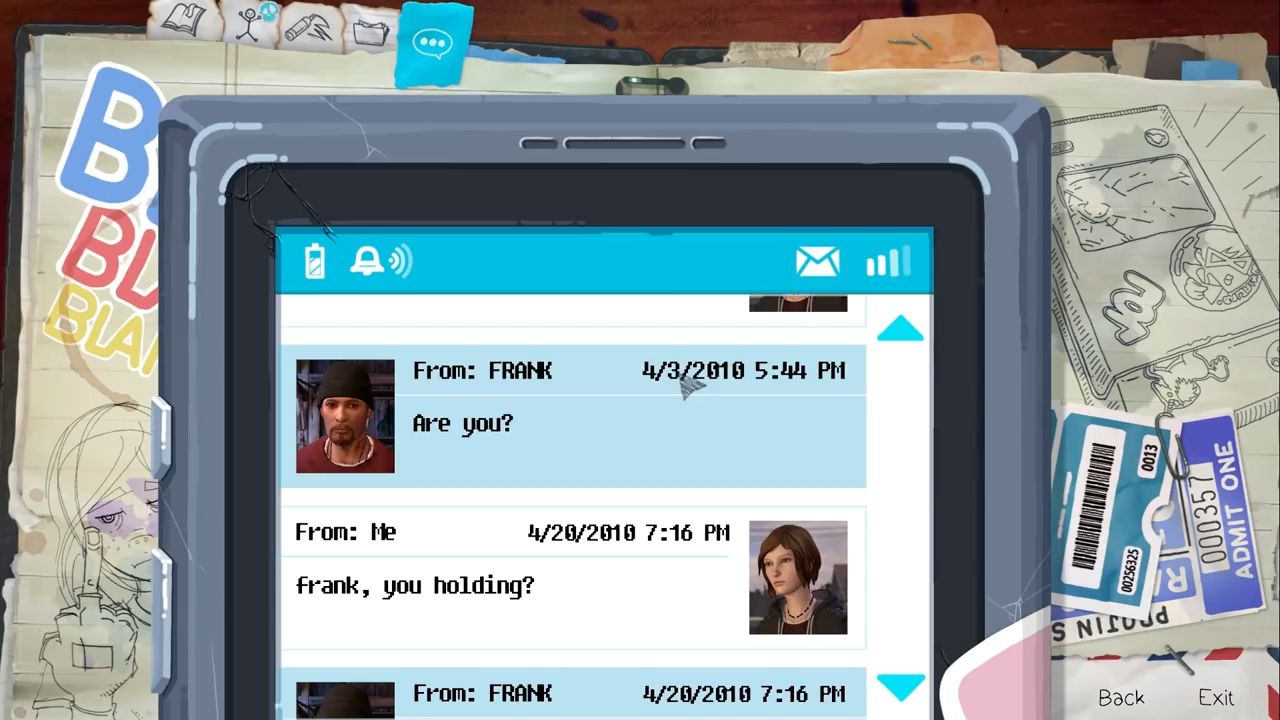 From: FRANK 4/3/2010 5:44 PM
Are you?
From: Me 4/20/2010 7:16 PM
frank, you holding?
From: FRANK 4/20/2010 7:16 PM
0013
00256325
000357
ADMIT ONE
Back Exit